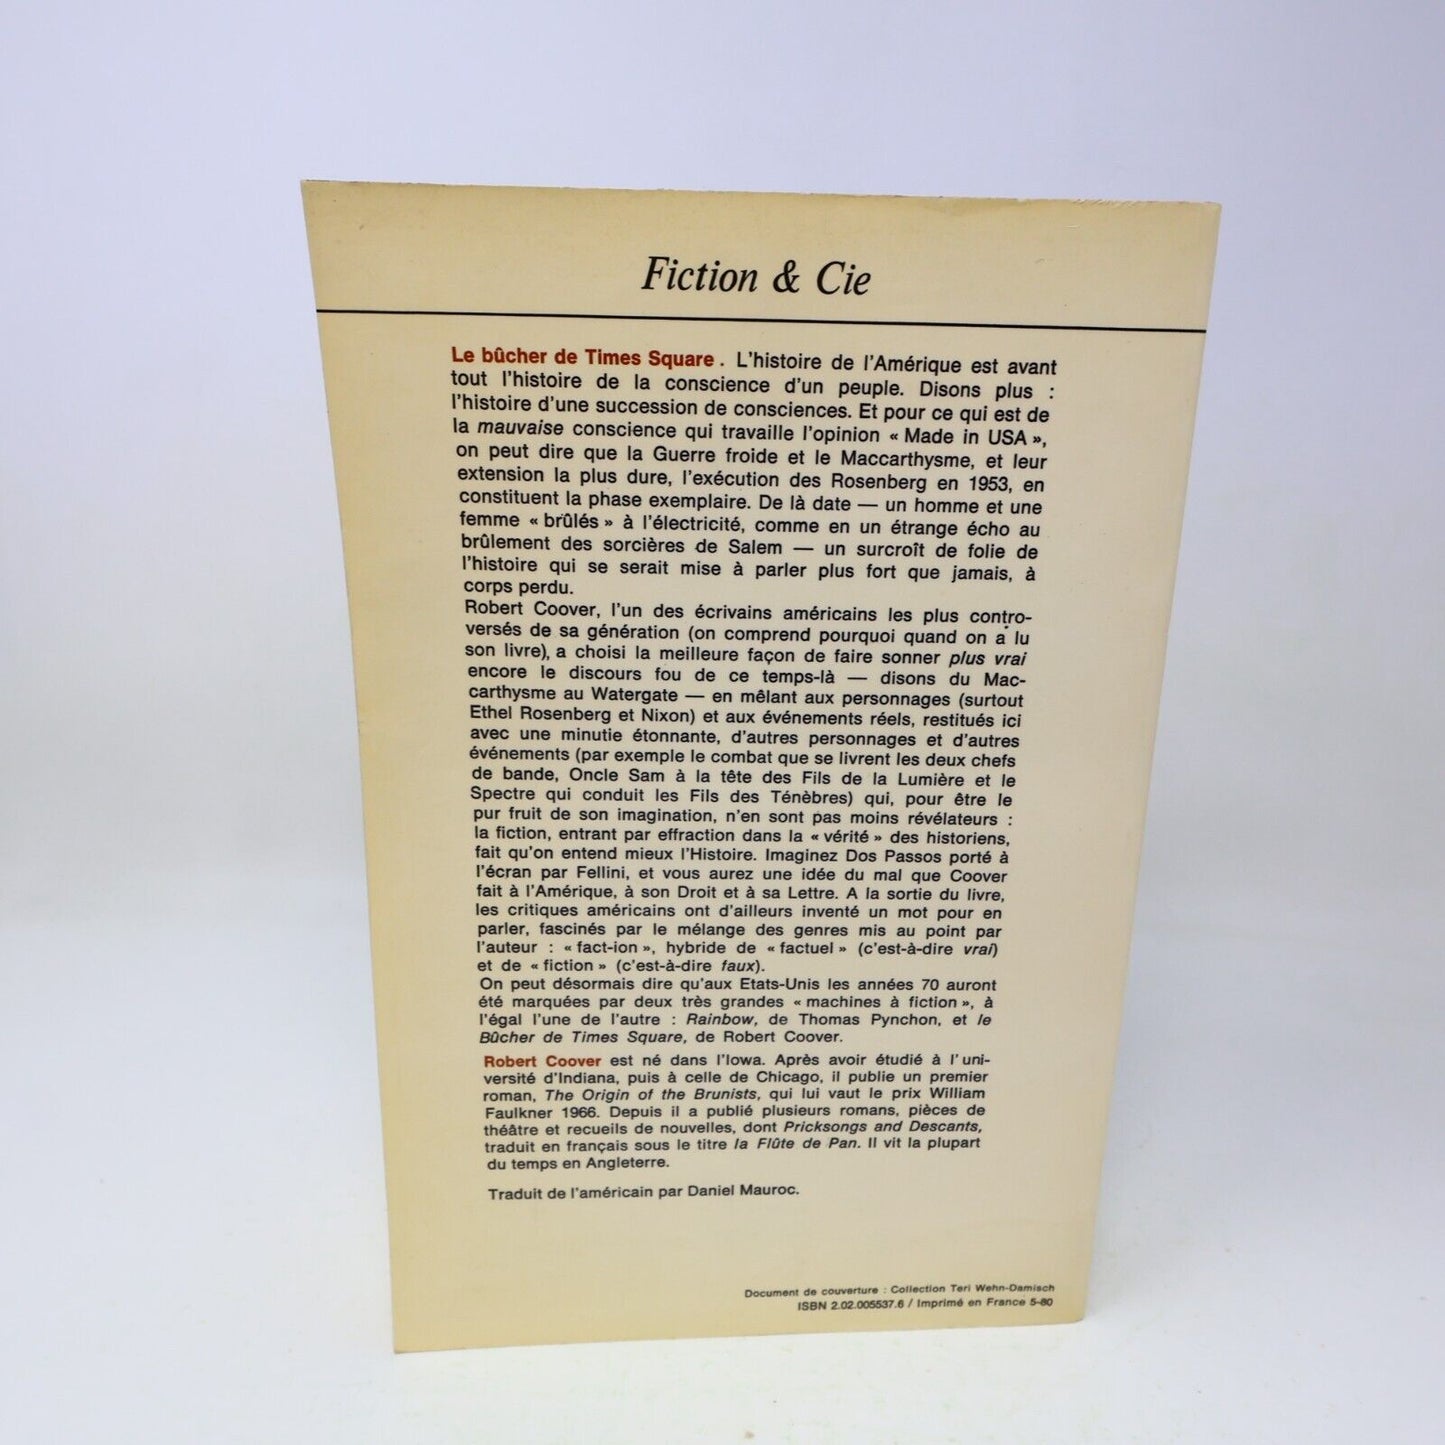 Fiction & Cie
Le bûcher de Times Square. L'histoire de l'Amérique est avant
tout l'histoire de la conscience d'un peuple. Disons plus :
l'histoire d'une succession de consciences. Et pour ce qui est de
la mauvaise conscience qui travaille l'opinion « Made in USA »,
on peut dire que la Guerre froide et le Maccarthysme, et leur
extension la plus dure, l'exécution des Rosenberg en 1953, en
constituent la phase exemplaire. De là date — un homme et une
femme « brûlés » à l'électricité, comme en un étrange écho au
brûlement des sorcières de Salem — un surcroît de folie de
l'histoire qui se serait mise à parler plus fort que jamais, à
corps perdu.
Robert Coover, l'un des écrivains américains les plus contro-
versés de sa génération (on comprend pourquoi quand on a lu
son livre), a choisi la meilleure façon de faire sonner plus vrai
encore le discours fou de ce temps-là — disons du Mac-
carthysme au Watergate — en mêlant aux personnages (surtout
Ethel Rosenberg et Nixon) et aux événements réels, restitués ici
avec une minutie étonnante, d'autres personnages et d'autres
événements (par exemple le combat que se livrent les deux chefs
de bande, Oncle Sam à la tête des Fils de la Lumière et le
Spectre qui conduit les Fils des Ténèbres) qui, pour être le
pur fruit de son imagination, n'en sont pas moins révélateurs :
la fiction, entrant par effraction dans la « vérité » des historiens,
fait qu'on entend mieux l'Histoire. Imaginez Dos Passos porté à
l'écran par Fellini, et vous aurez une idée du mal que Coover
fait à l'Amérique, à son Droit et à sa Lettre. A la sortie du livre,
les critiques américains ont d'ailleurs inventé un mot pour en
parler, fascinés par le mélange des genres mis au point par
l'auteur : « fact-ion », hybride de « factuel » (c'est-à-dire vrai)
et de « fiction » (c'est-à-dire faux).
On peut désormais dire qu'aux Etats-Unis les années 70 auront
été marquées par deux très grandes « machines à fiction », à
l'égal l'une de l'autre : Rainbow, de Thomas Pynchon, et le
Bûcher de Times Square, de Robert Coover.
Robert Coover est né dans l'Iowa. Après avoir étudié à l'uni-
versité d'Indiana, puis à celle de Chicago, il publie un premier
roman, The Origin of the Brunists, qui lui vaut le prix William
Faulkner 1966. Depuis il a publié plusieurs romans, pièces de
théâtre et recueils de nouvelles, dont Pricksongs and Descants,
traduit en français sous le titre la Flûte de Pan. Il vit la plupart
du temps en Angleterre.
Traduit de l'américain par Daniel Mauroc.
Document de couverture : Collection Teri Wehn-Damisch
ISBN 2.02.005537.6 / Imprimé en France 5-80